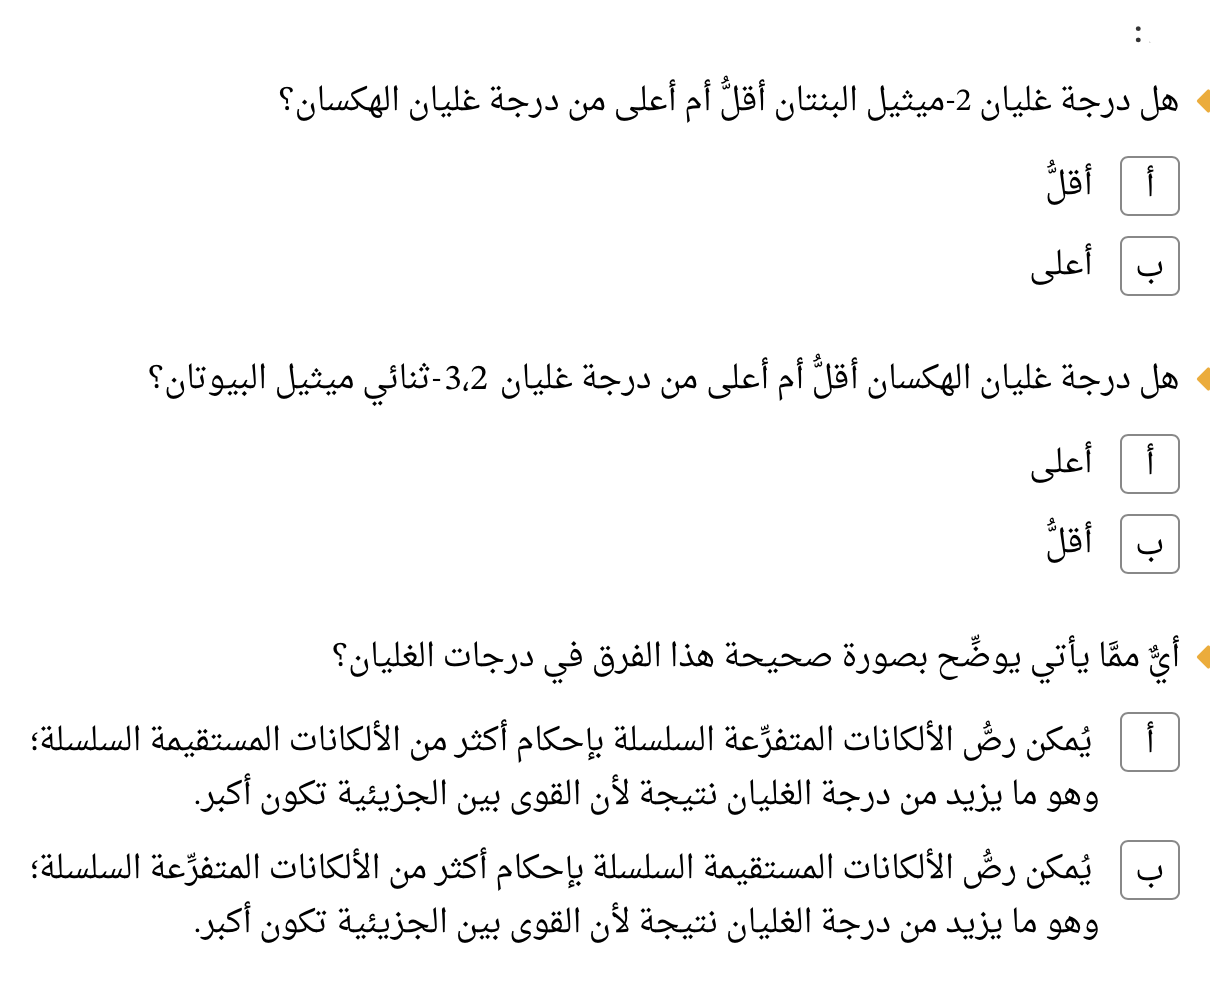 :
هل درجة غليان 2-ميثيل البنتان أقلُّ أم أعلى من درجة غليان الهكسان؟
أ أقلُّ
ب أعلى
هل درجة غليان الهكسان أقلُّ أم أعلى من درجة غليان 3،2-ثنائي ميثيل البيوتان؟
أ أعلى
ب أقلُّ
أيٌّ ممَّا يأتي يوضِّح بصورة صحيحة هذا الفرق في درجات الغليان؟
أ يُمكن رصُّ الألكانات المتفرِّعة السلسلة بإحكام أكثر من الألكانات المستقيمة السلسلة؛
وهو ما يزيد من درجة الغليان نتيجة لأن القوى بين الجزيئية تكون أكبر.
ب يُمكن رصُّ الألكانات المستقيمة السلسلة بإحكام أكثر من الألكانات المتفرِّعة السلسلة؛
وهو ما يزيد من درجة الغليان نتيجة لأن القوى بين الجزيئية تكون أكبر.